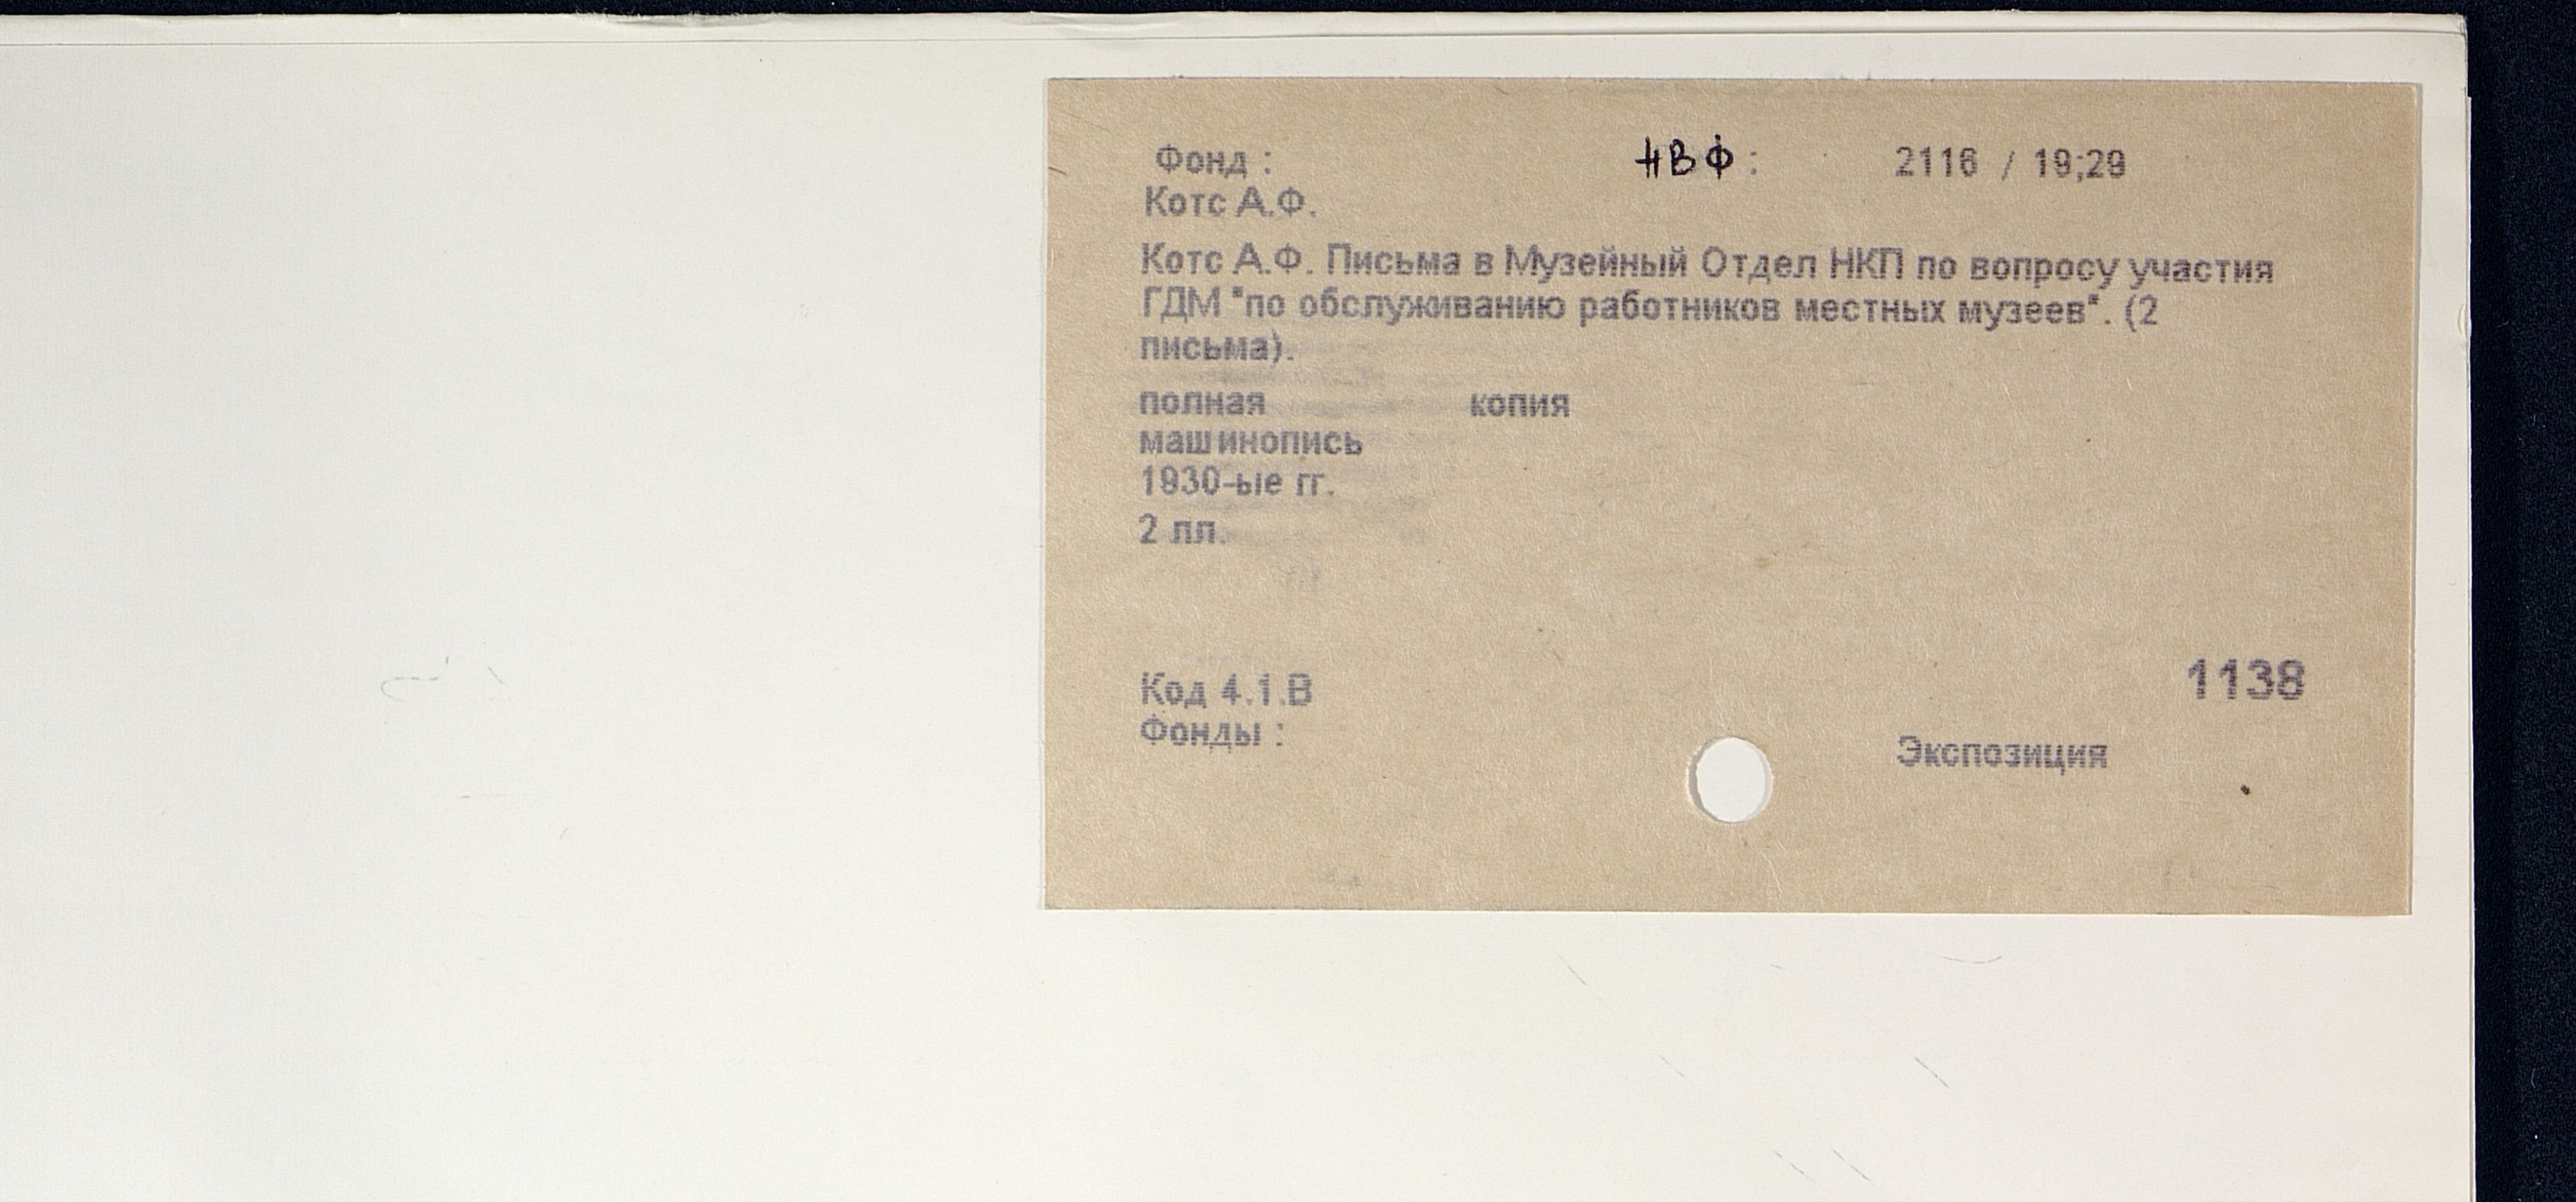 Фонд : НВФ : 2116 / 19;29
Котс А.Ф.
Котс А.Ф. Письма в Музейный Отдел НКП по вопросу участия
ГДМ "по обслуживанию работников местных музеев". (2
письма).
полная копия
машинопись
1930-ые гг.
2 лл.
Код 4.1.В
1138
Фонды :
Экспозиция